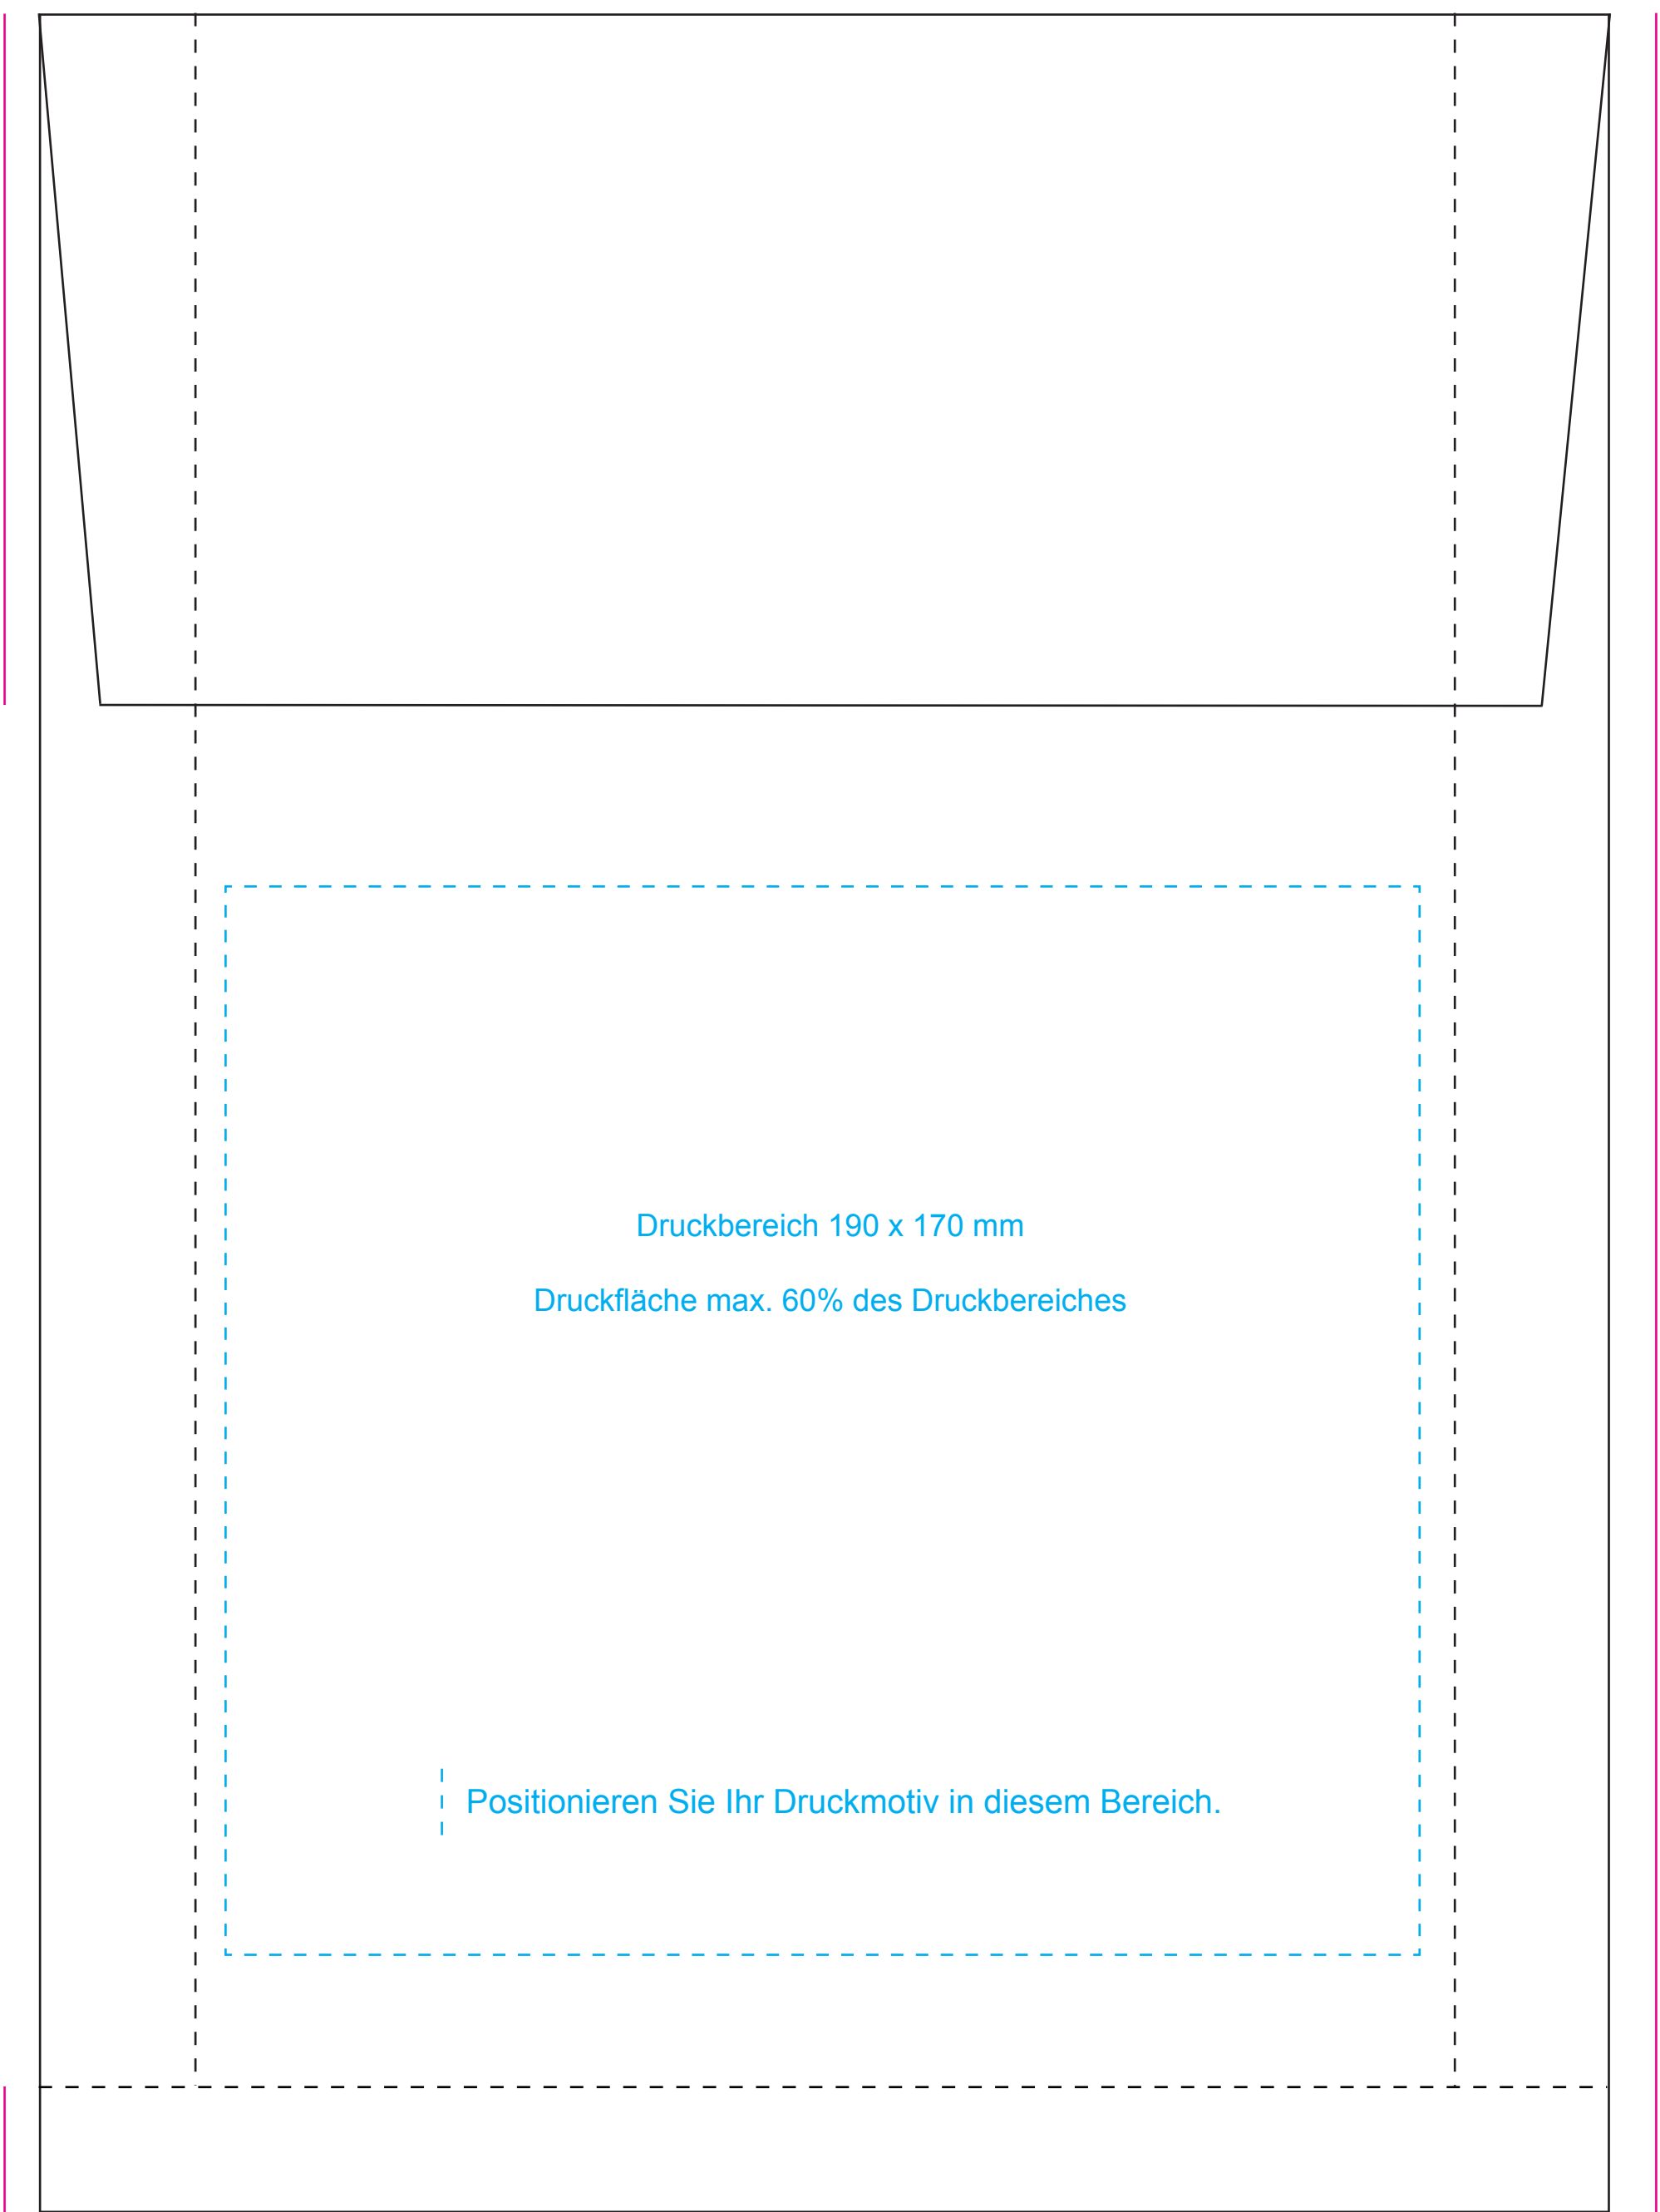 Druckbereich 190 x 170 mm
Druckfläche max. 60% des Druckbereiches
Positionieren Sie Ihr Druckmotiv in diesem Bereich.